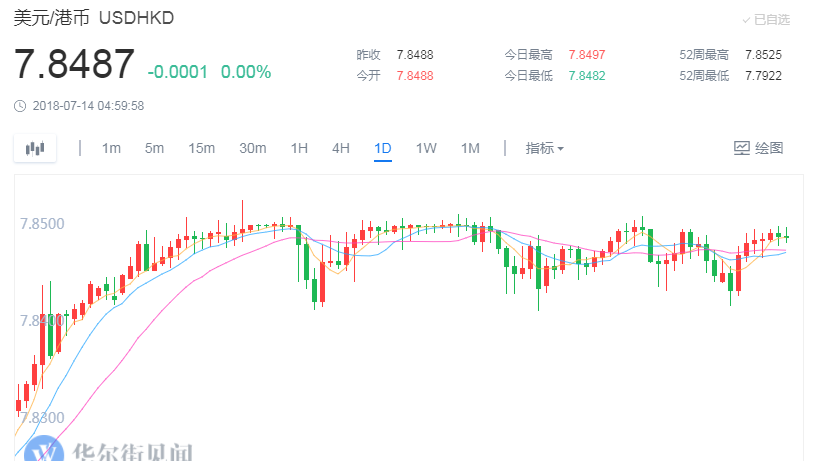 美元/港币 USDHKD
已自选
7.8487 -0.0001 0.00%
昨收 7.8488 今日最高 7.8497 52周最高 7.8525
今开 7.8488 今日最低 7.8482 52周最低 7.7922
2018-07-14 04:59:58
1m 5m 15m 30m 1H 4H 1D 1W 1M 指标 绘图
7.8500
7.8400
7.8300
华尔街见闻